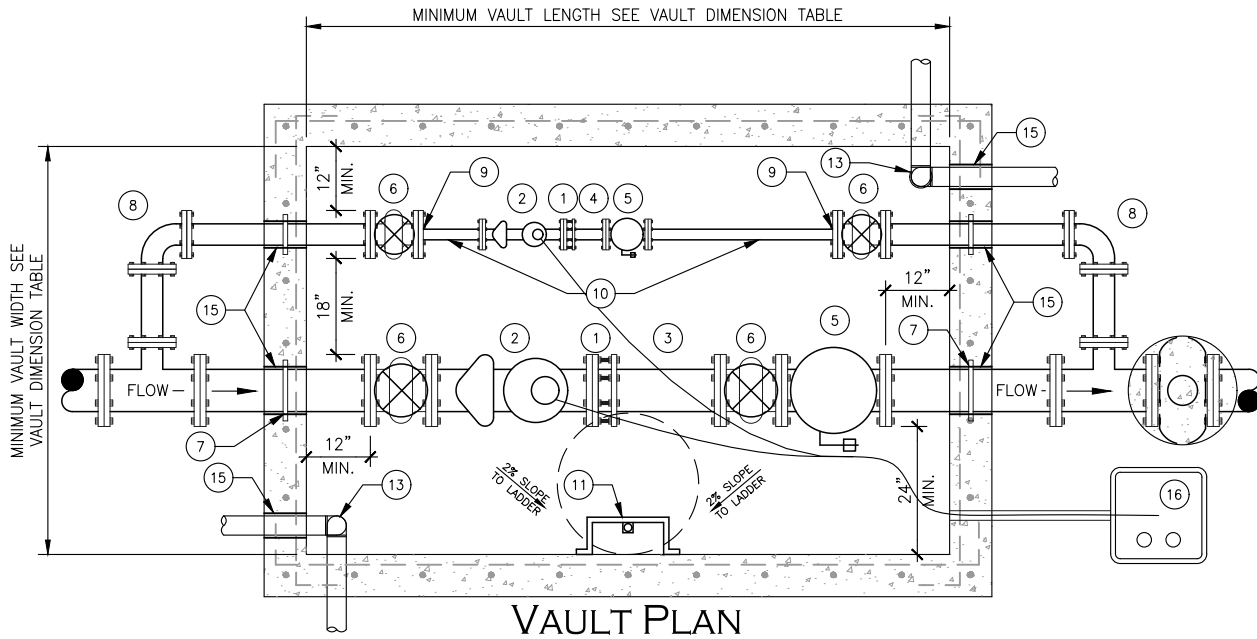 MINIMUM VAULT LENGTH SEE VAULT DIMENSION TABLE
MINIMUM VAULT WIDTH SEE
VAULT DIMENSION TABLE
15
13
12"
MIN.
6
9
2
1
4
5
9
6
8
8
10
15
18"
MIN.
12"
MIN.
15
6
2
1
3
6
5
7
FLOW
FLOW
7
12"
MIN.
15
13
2% SLOPE
TO LADDER
11
2% SLOPE
TO LADDER
24"
MIN.
16
VAULT PLAN